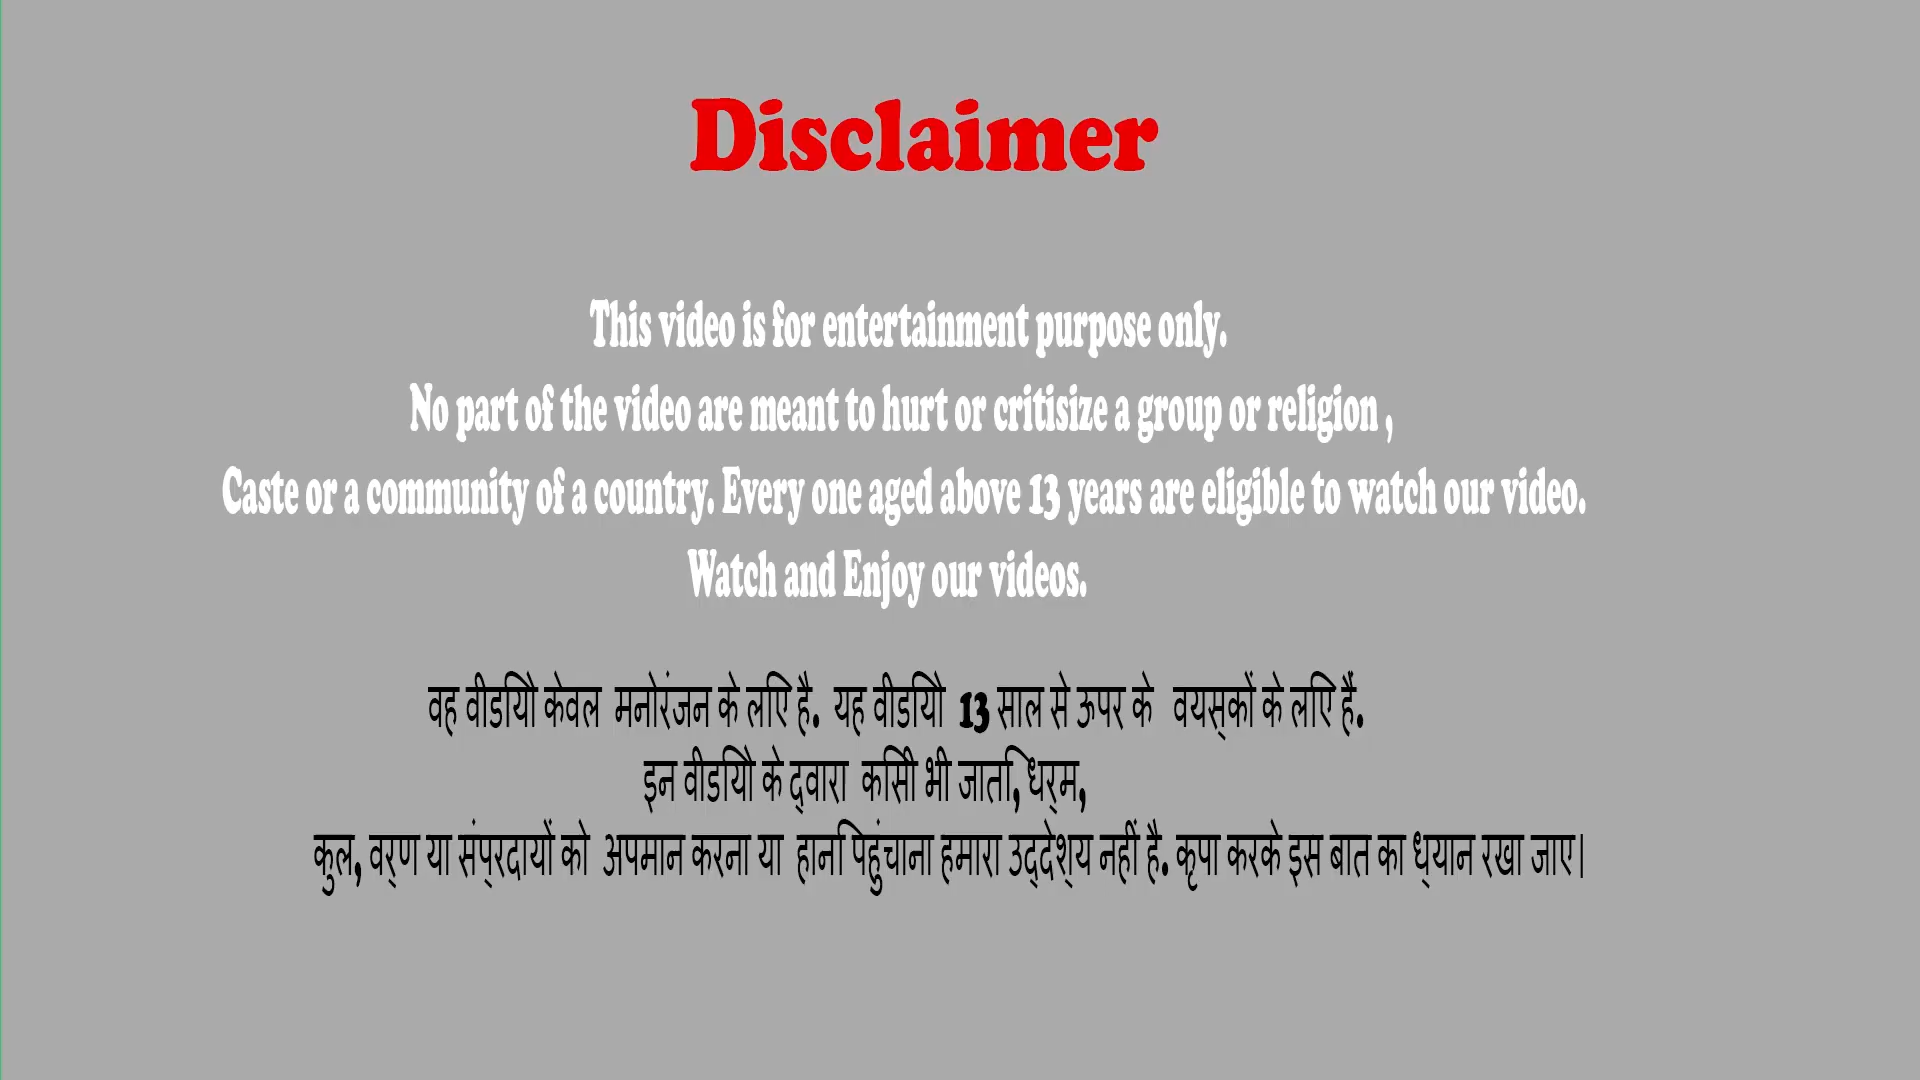 Disclaimer
This video is for entertainment purpose only.
No part of the video are meant to hurt or critisize a group or religion ,
Caste or a community of a country. Every one aged above 13 years are eligible to watch our video.
Watch and Enjoy our videos.
वह वीडियो केवल मनोरंजन के लिए है. यह वीडियो 13 साल से ऊपर के वयस्कों के लिए हैं.
इन वीडियो के द्वारा किसी भी जाति, धर्म,
कुल, वर्ण या संप्रदायों को अपमान करना या हानि पहुंचाना हमारा उद्देश्य नहीं है. कृपा करके इस बात का ध्यान रखा जाए।